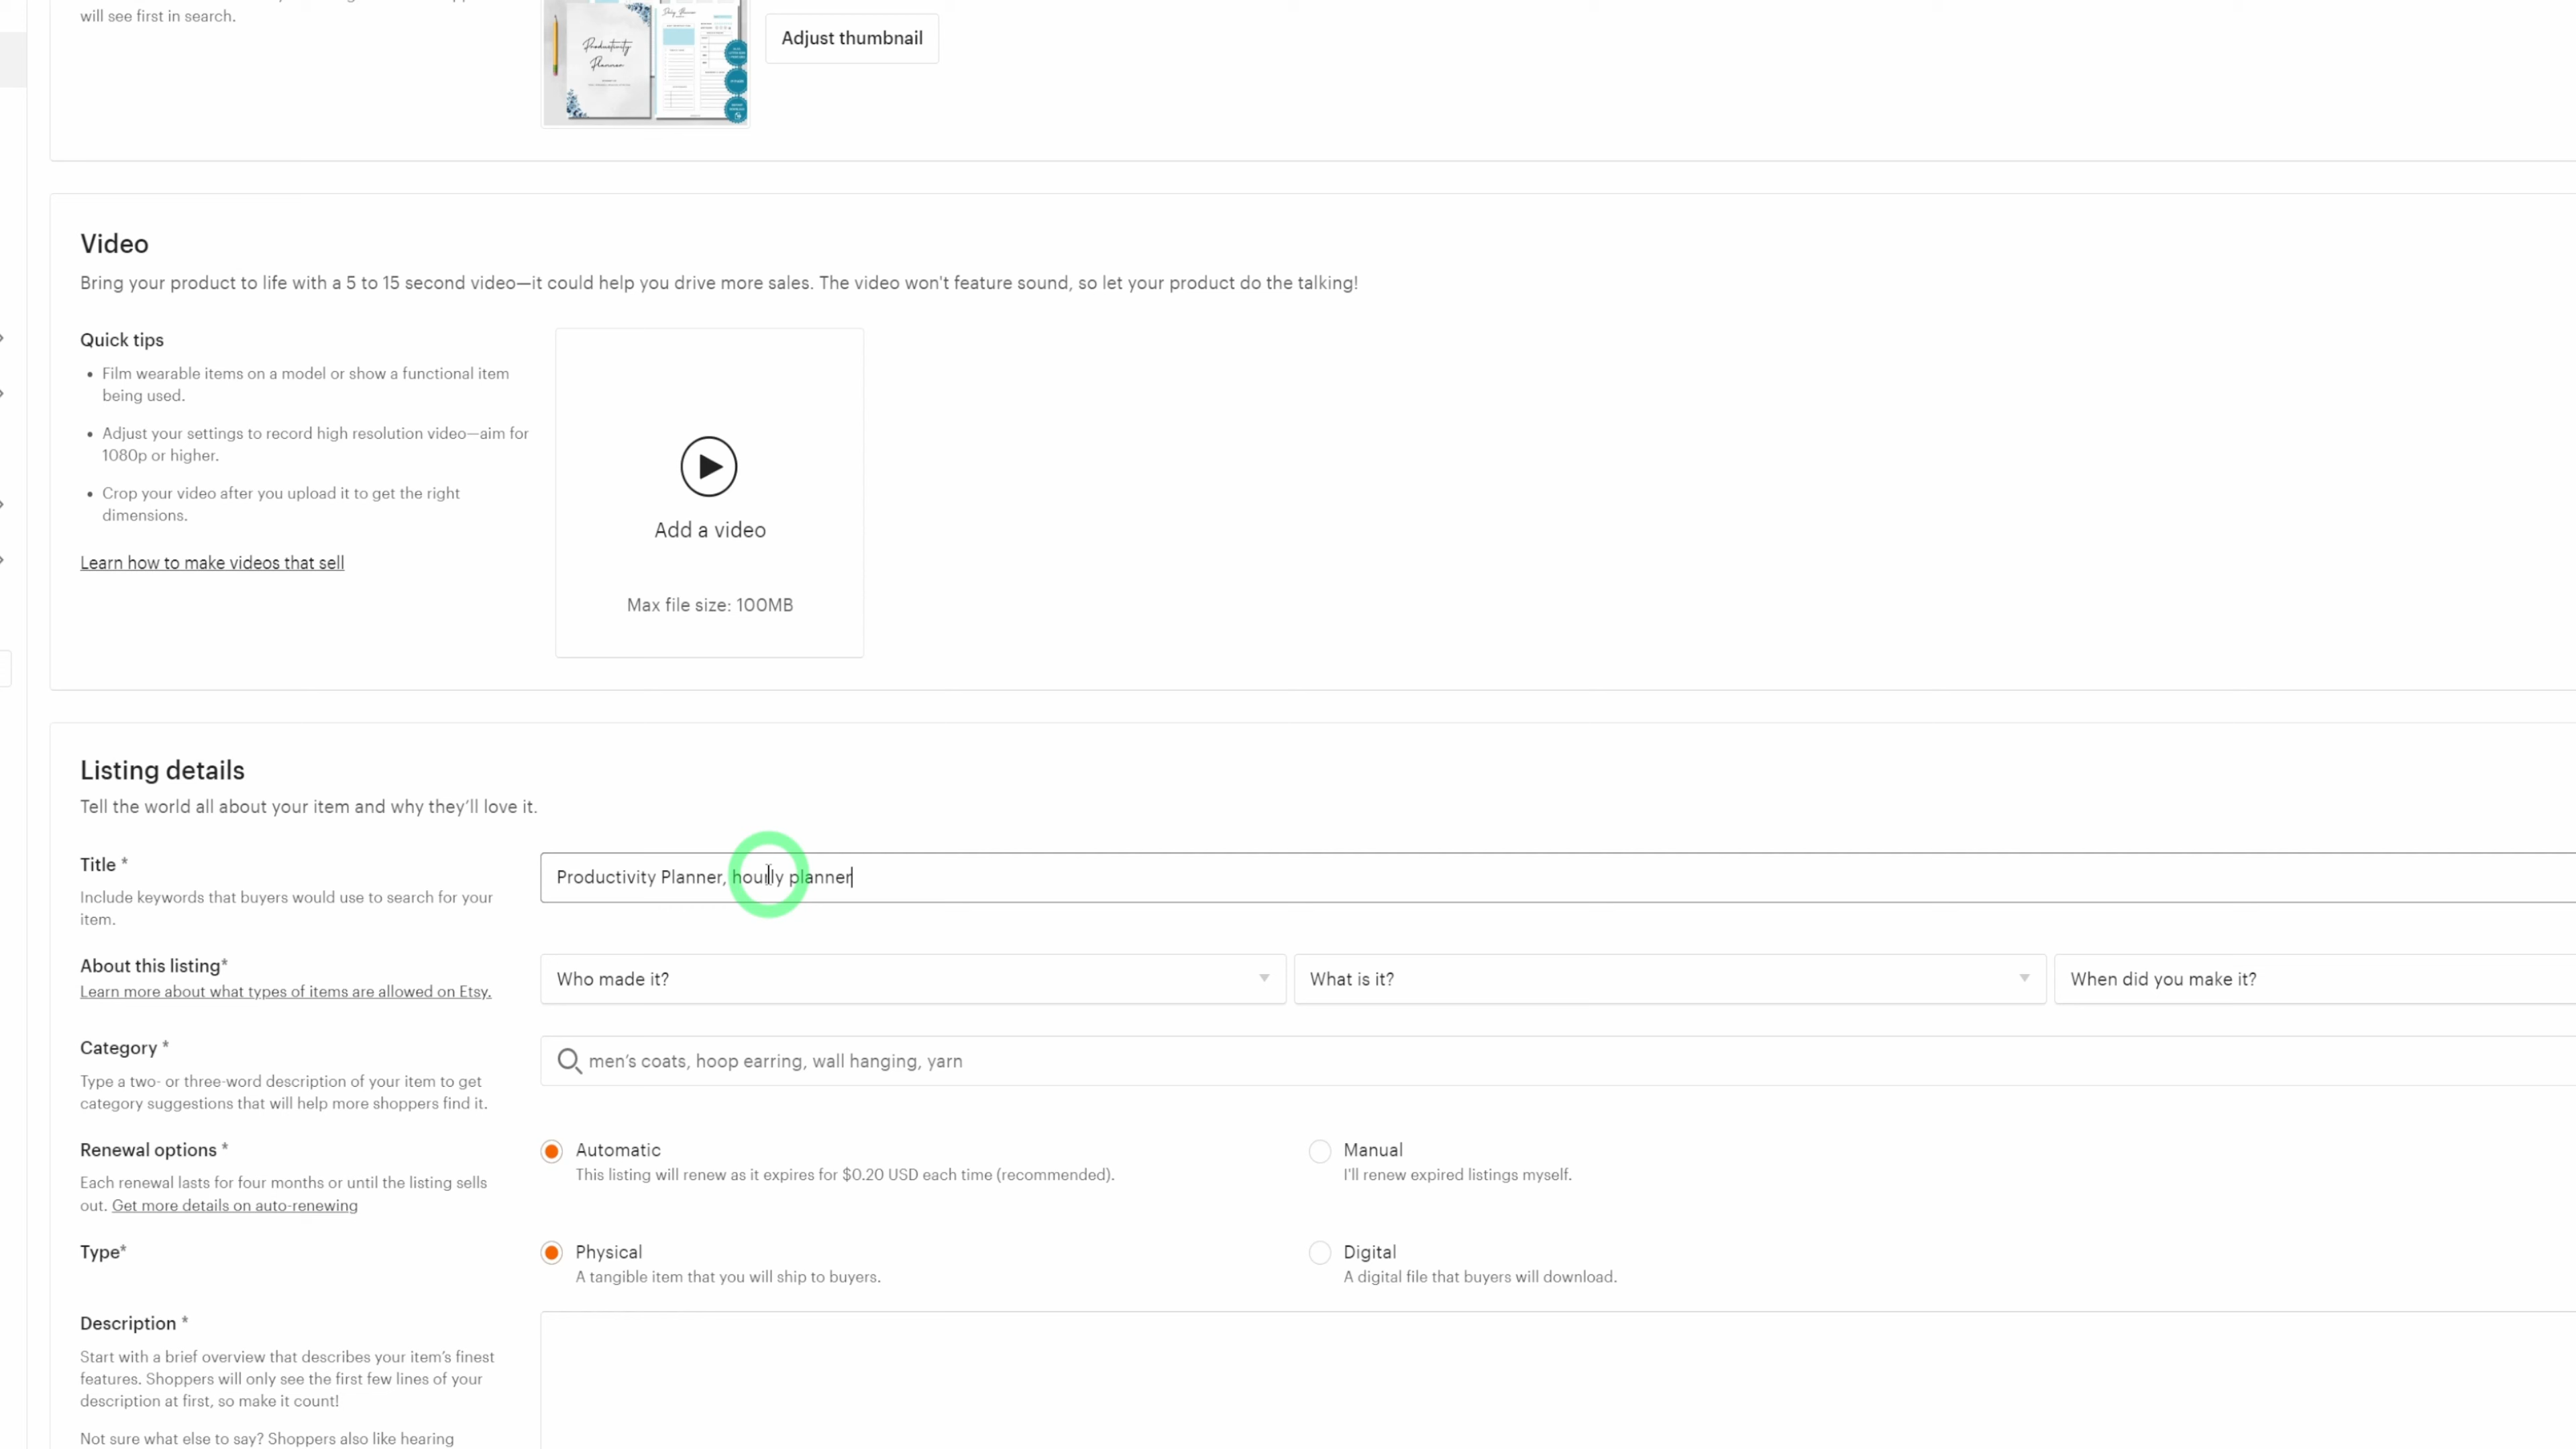 will see first in search.
Productivity
Planner
Daily Planner
Adjust thumbnail
Video
Bring your product to life with a 5 to 15 second video—it could help you drive more sales. The video won't feature sound, so let your product do the talking!
Quick tips
• Film wearable items on a model or show a functional item
being used.
• Adjust your settings to record high resolution video—aim for
1080p or higher.
• Crop your video after you upload it to get the right
dimensions.
Learn how to make videos that sell
Add a video
Max file size: 100MB
Listing details
Tell the world all about your item and why they’ll love it.
Title *
Productivity Planner, hourly planner
Include keywords that buyers would use to search for your
item.
About this listing*
Learn more about what types of items are allowed on Etsy.
Who made it?
What is it?
When did you make it?
Category *
men’s coats, hoop earring, wall hanging, yarn
Type a two- or three-word description of your item to get
category suggestions that will help more shoppers find it.
Renewal options *
Each renewal lasts for four months or until the listing sells
out. Get more details on auto-renewing
Automatic
This listing will renew as it expires for $0.20 USD each time (recommended).
Manual
I'll renew expired listings myself.
Type*
Physical
A tangible item that you will ship to buyers.
Digital
A digital file that buyers will download.
Description *
Start with a brief overview that describes your item’s finest
features. Shoppers will only see the first few lines of your
description at first, so make it count!
Not sure what else to say? Shoppers also like hearing